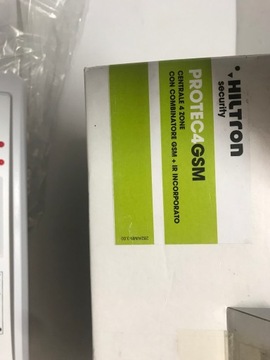 HILTron
security
PROTEC4GSM
CENTRALE 4 ZONE
CON COMBINATORE GSM + IR INCORPORATO